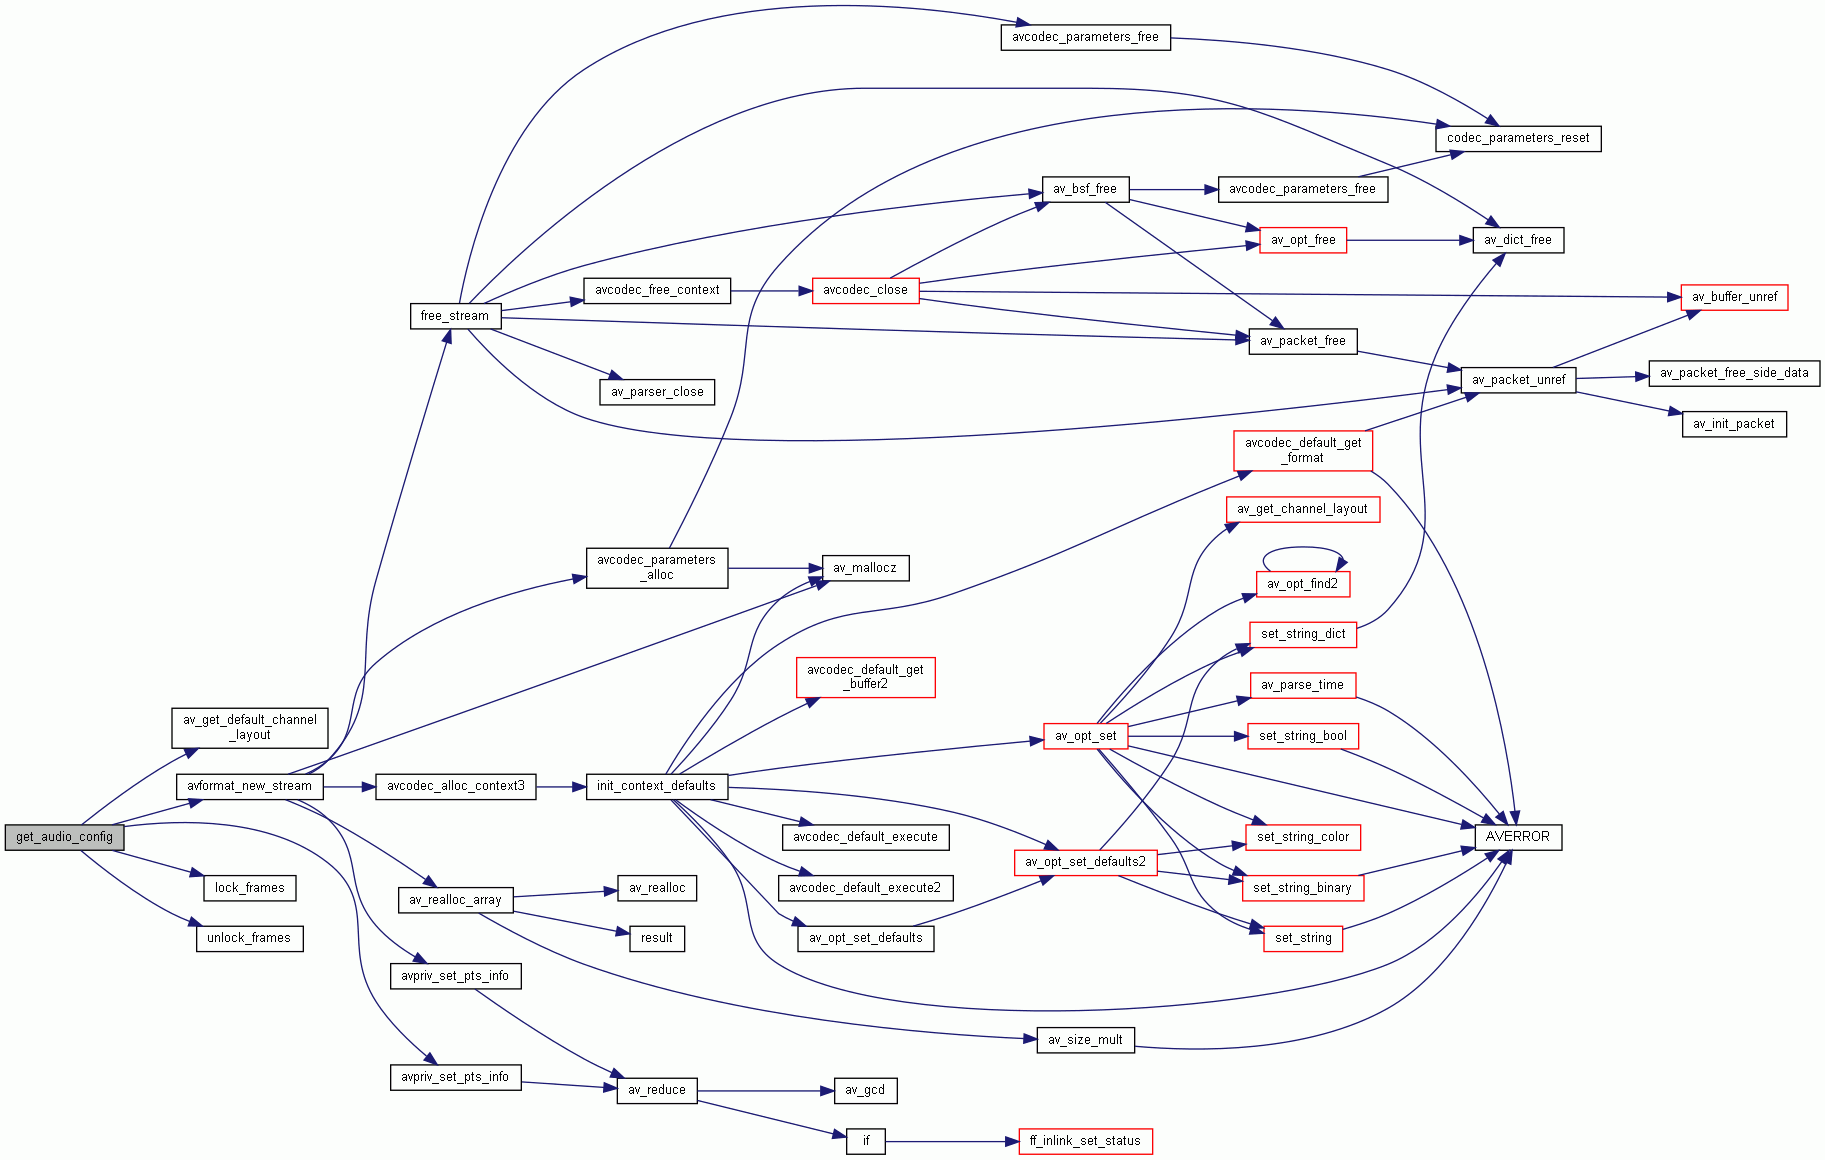 avcodec_parameters_free
codec_parameters_reset
av_bsf_free
avcodec_parameters_free
av_opt_free
av_dict_free
avcodec_free_context
avcodec_close
av_buffer_unref
free_stream
av_packet_free
av_parser_close
av_packet_unref
av_packet_free_side_data
av_init_packet
avcodec_default_get
_format
av_get_channel_layout
avcodec_parameters
_alloc
av_mallocz
av_opt_find2
set_string_dict
avcodec_default_get
_buffer2
av_parse_time
av_get_default_channel
_layout
av_opt_set
set_string_bool
avformat_new_stream
avcodec_alloc_context3
init_context_defaults
get_audio_config
avcodec_default_execute
set_string_color
AVERROR
av_opt_set_defaults2
lock_frames
av_realloc_array
av_realloc
avcodec_default_execute2
set_string_binary
unlock_frames
result
av_opt_set_defaults
set_string
avpriv_set_pts_info
av_size_mult
avpriv_set_pts_info
av_reduce
av_gcd
if
ff_inlink_set_status